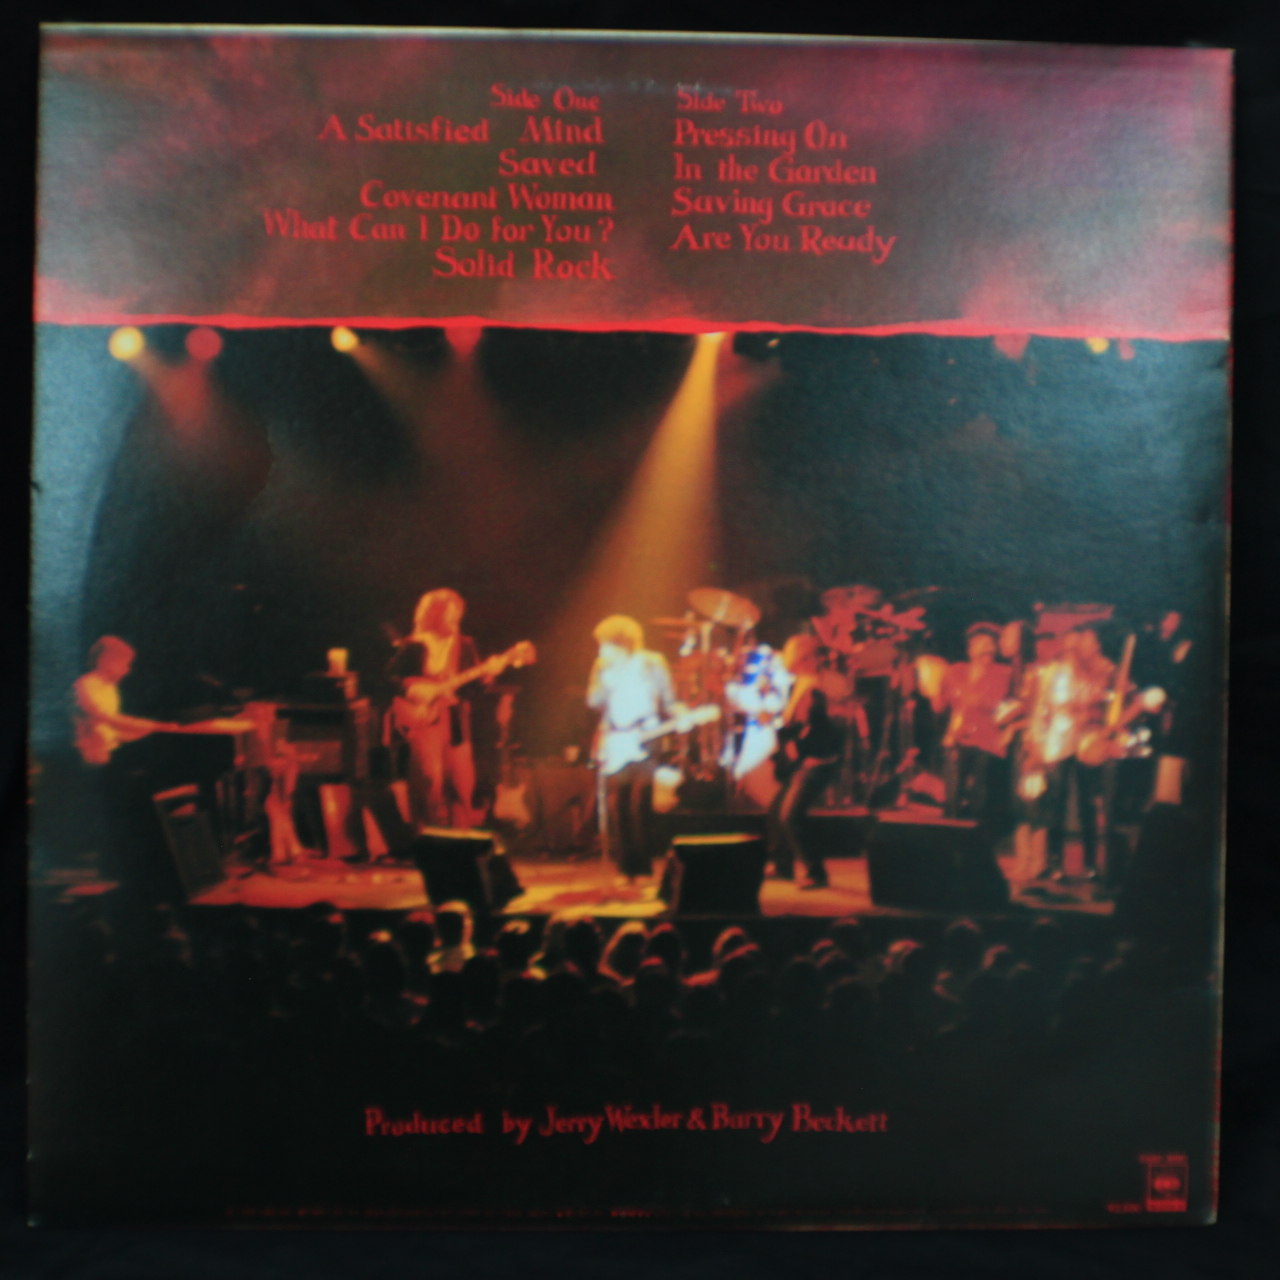 Side One
A Satisfied Mind
Saved
Covenant Woman
What Can I Do for You?
Solid Rock
Side Two
Pressing On
In the Garden
Saving Grace
Are You Ready
Produced by Jerry Wexler & Barry Beckett